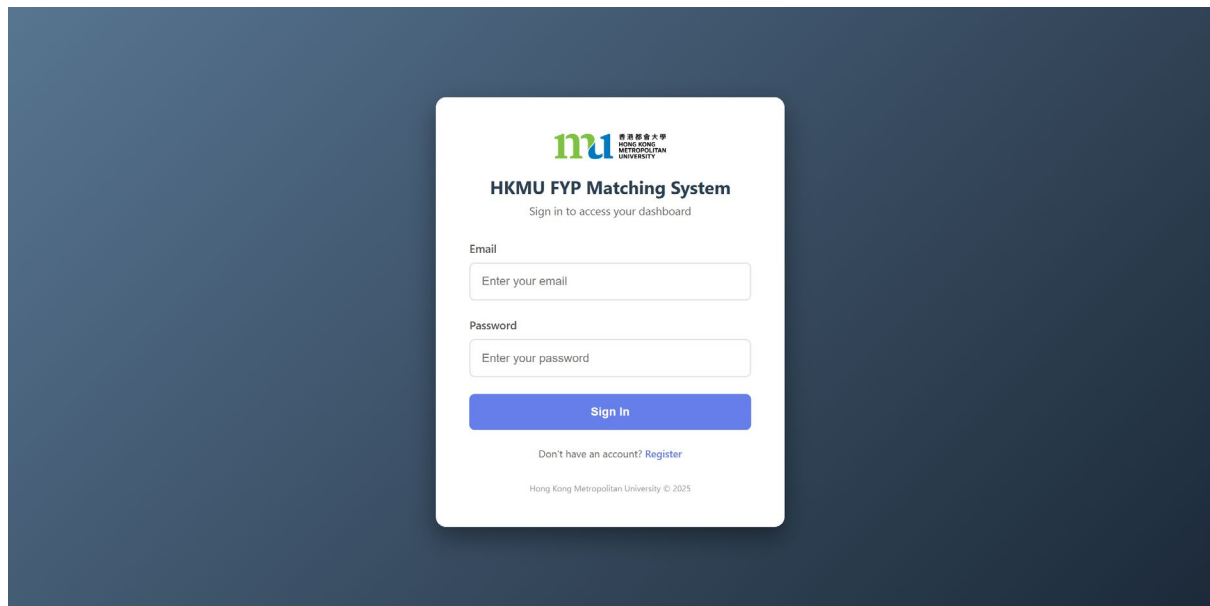 香港都會大學
HONG KONG
METROPOLITAN
UNIVERSITY
HKMU FYP Matching System
Sign in to access your dashboard
Email
Enter your email
Password
Enter your password
Sign In
Don't have an account? Register
Hong Kong Metropolitan University © 2025